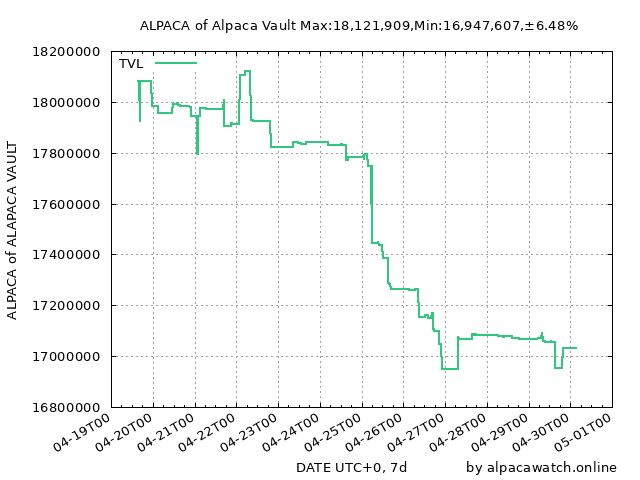 ALPACA of Alpaca Vault Max:18,121,909,Min:16,947,607,±6.48%
TVL
18200000
18000000
17800000
17600000
17400000
17200000
17000000
16800000
ALPACA of ALAPACA VAULT
04-19T00
04-20T00
04-21T00
04-22T00
04-23T00
04-24T00
04-25T00
04-26T00
04-27T00
04-28T00
04-29T00
04-30T00
05-01T00
DATE UTC+0, 7d
by alpacawatch.online